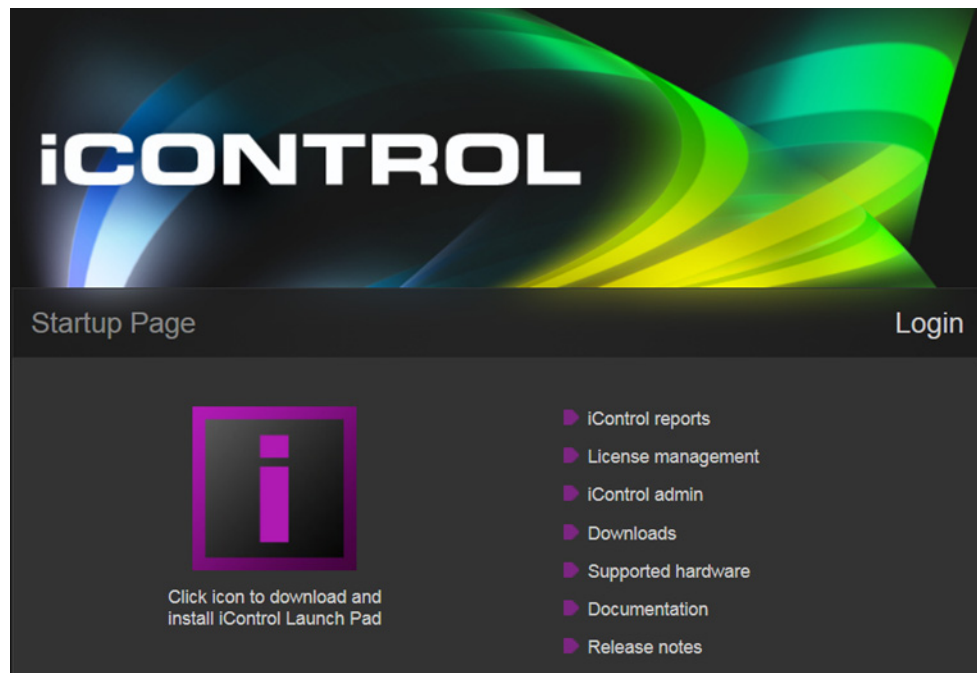 iCONTROL
Startup Page
Login
Click icon to download and
install iControl Launch Pad
iControl reports
License management
iControl admin
Downloads
Supported hardware
Documentation
Release notes